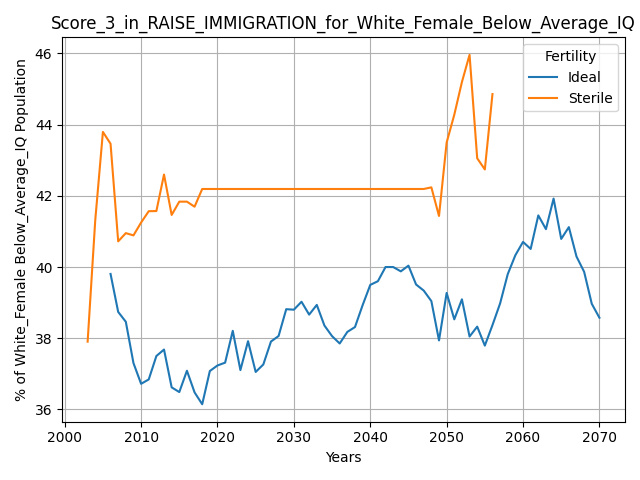 Score_3_in_RAISE_IMMIGRATION_for_White_Female_Below_Average_IQ
% of White_Female Below_Average_IQ Population
46
44
42
40
38
36
Fertility
Ideal
Sterile
2000 2010 2020 2030 2040 2050 2060 2070
Years